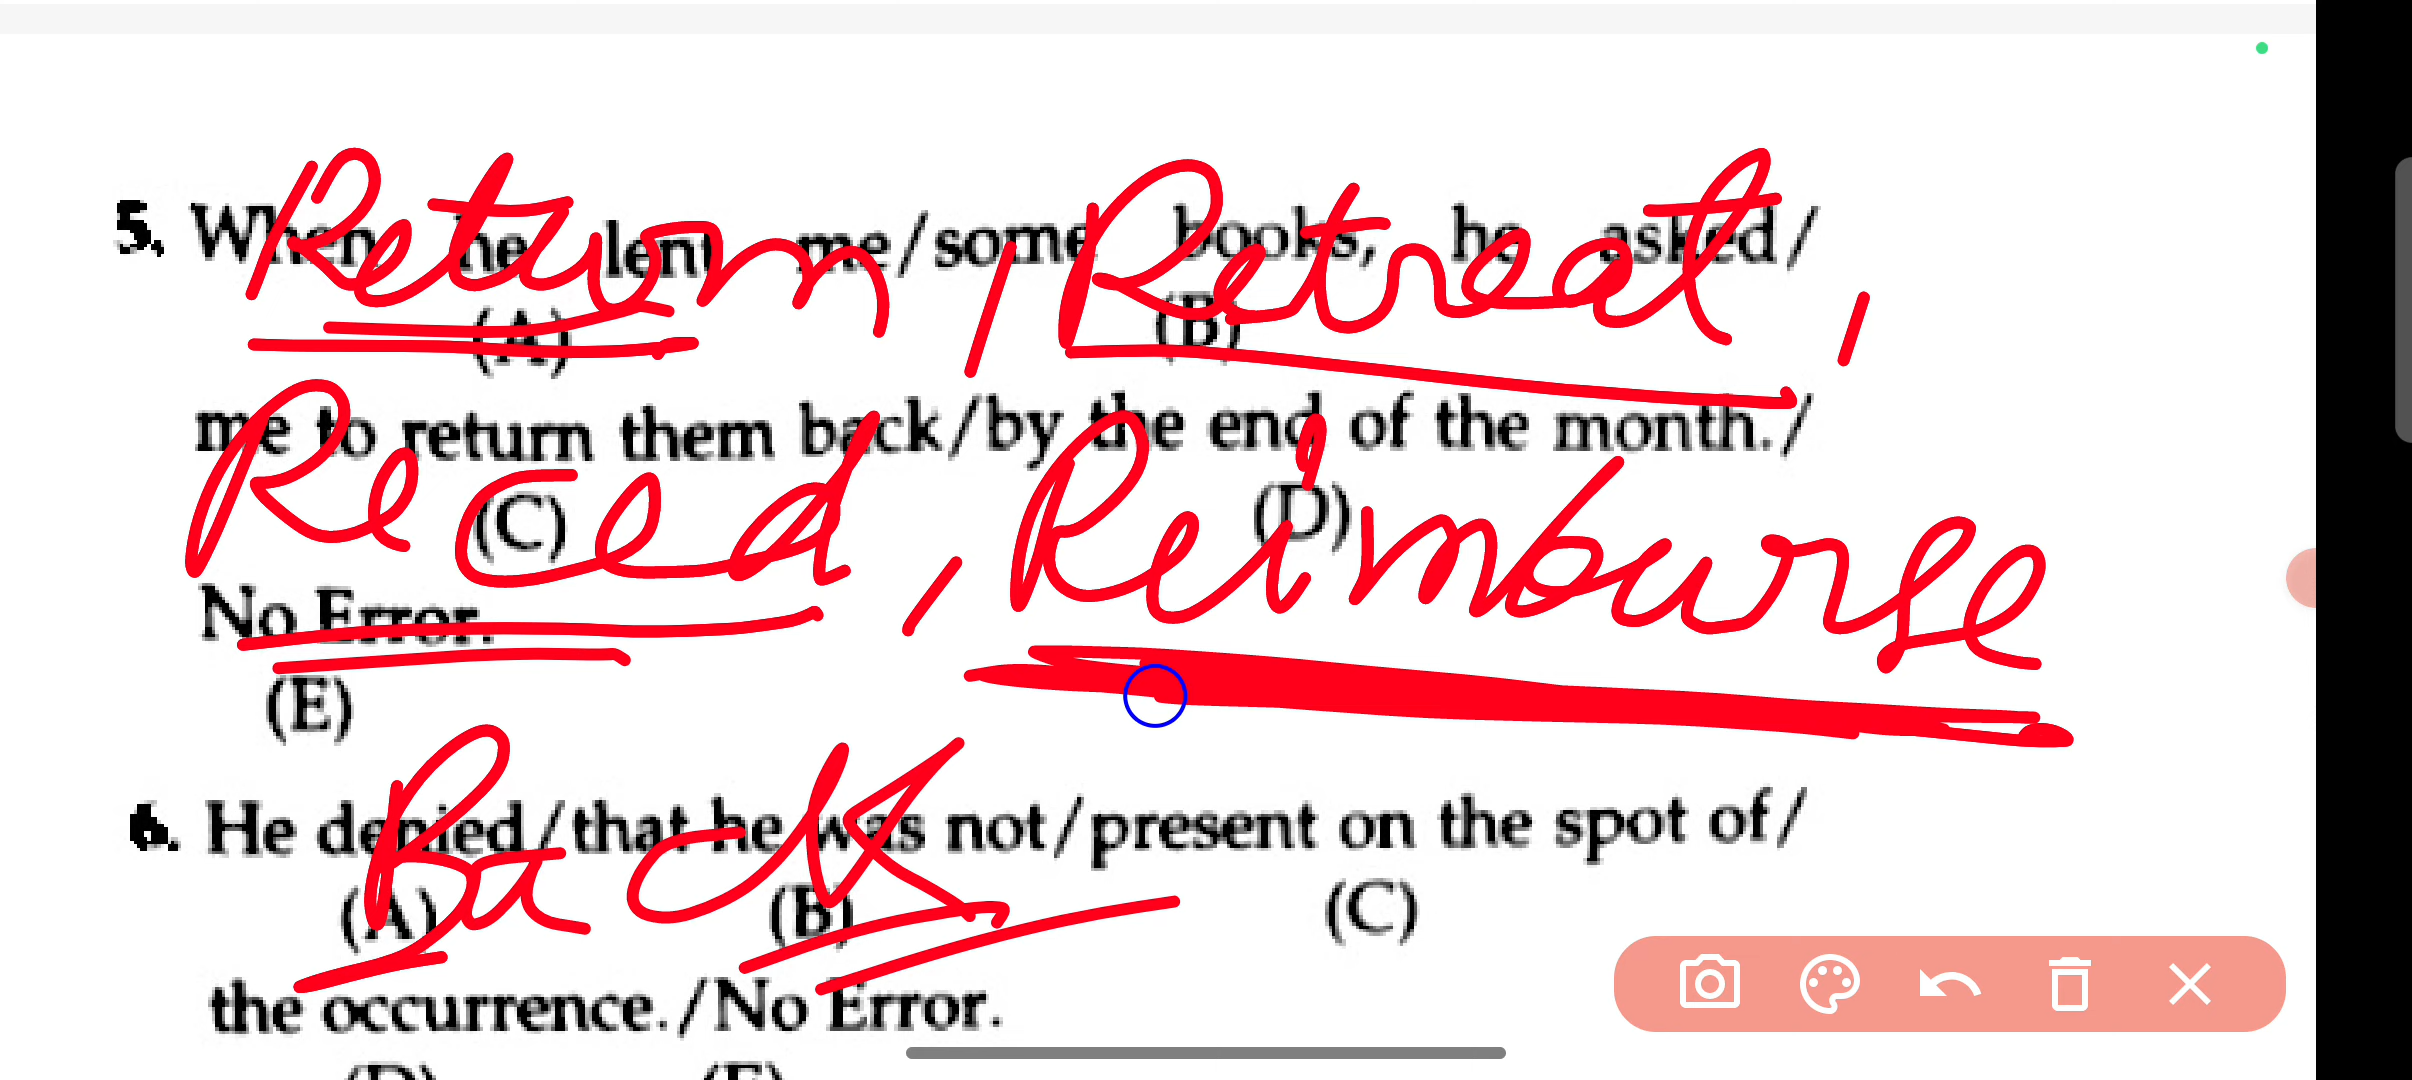 5. When he lent me/some books, he asked/
(A) (B)
Return, Retreat,
me to return them back/by the end of the month./
(C) (D)
Reced, Reimburse
No Error.
(E)
6. He denied/that he was not/present on the spot of/
(A) (B) (C)
Back
the occurrence./No Error.
(D) (E)